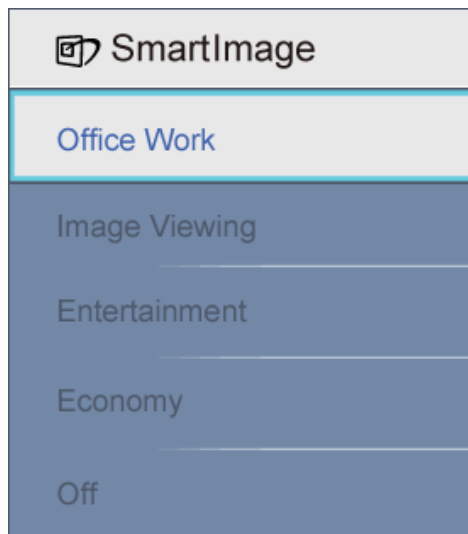 SmartImage
Office Work
Image Viewing
Entertainment
Economy
Off